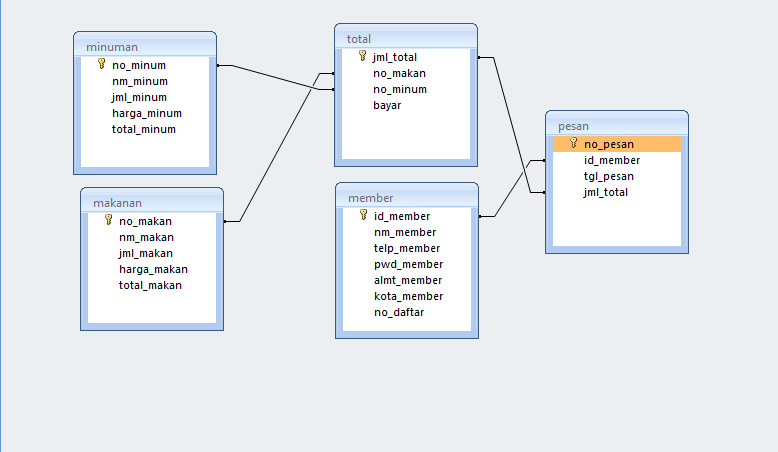 minuman
no_minum
nm_minum
jml_minum
harga_minum
total_minum
makanan
no_makan
nm_makan
jml_makan
harga_makan
total_makan
total
jml_total
no_makan
no_minum
bayar
member
id_member
nm_member
telp_member
pwd_member
almt_member
kota_member
no_daftar
pesan
no_pesan
id_member
tgl_pesan
jml_total